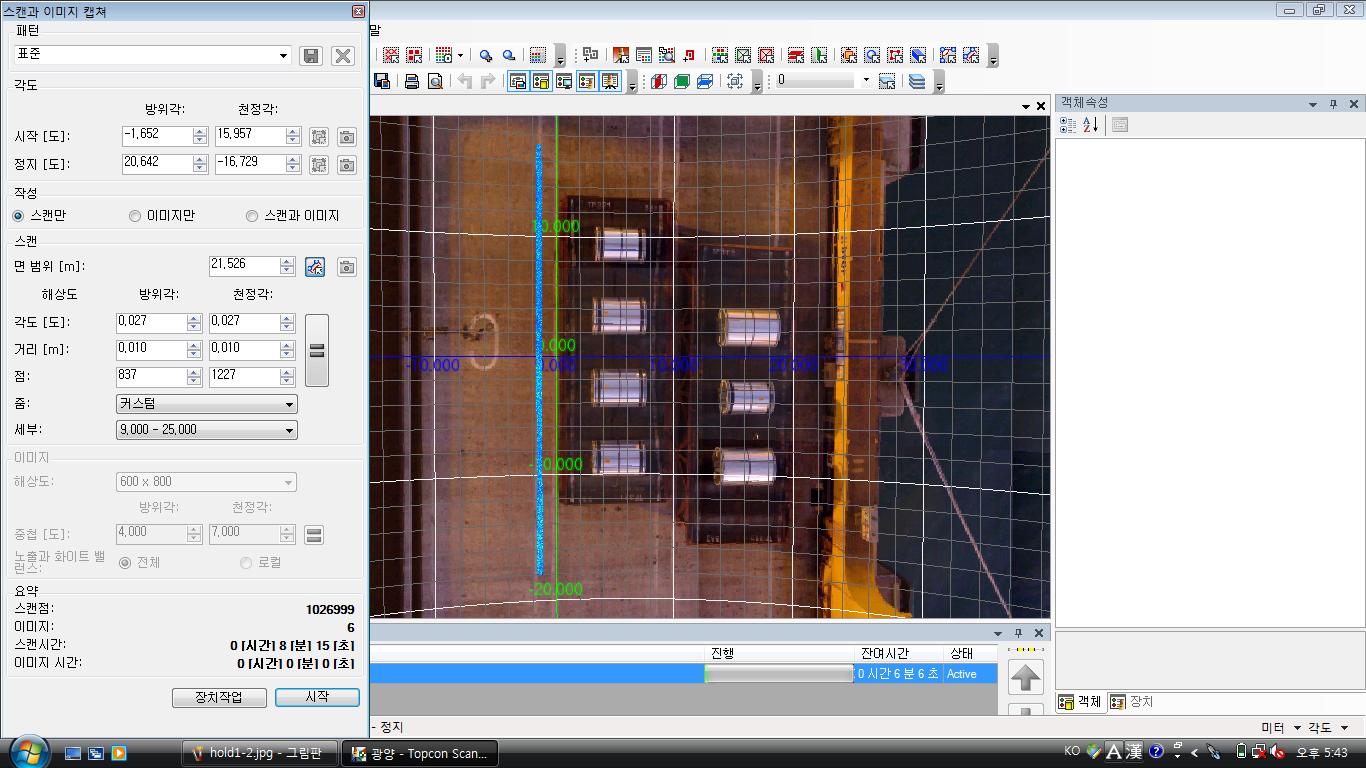 스캔과 이미지 캡쳐
말
패턴
표준
각도
방위각: 천정각:
시작 [도]: -1,652 15,957
정지 [도]: 20,642 -16,729
작성
스캔만 이미지만 스캔과 이미지
스캔
면 범위 [m]: 21,526
해상도 방위각: 천정각:
각도 [도]: 0,027 0,027
거리 [m]: 0,010 0,010
점: 837 1227
줌: 커스텀
세부: 9,000 - 25,000
이미지
해상도: 600 x 800
방위각: 천정각:
중첩 [도]: 4,000 7,000
노출과 화이트 밸
런스: 전체 로컬
요약
스캔점: 1026999
이미지: 6
스캔시간: 0 [시간] 8 [분] 15 [초]
이미지 시간: 0 [시간] 0 [분] 0 [초]
장치작업 시작
0
10.000
0.000
-10.000 0.000 10.000 20.000 30.000
-10.000
-20.000
진행 잔여시간 상태
0 시간 6 분 6 초 Active
- 정지
객체속성
객체 장치
미터 각도
hold1-2.jpg - 그림판
광양 - Topcon Scan...
KO A 漢 오후 5:43